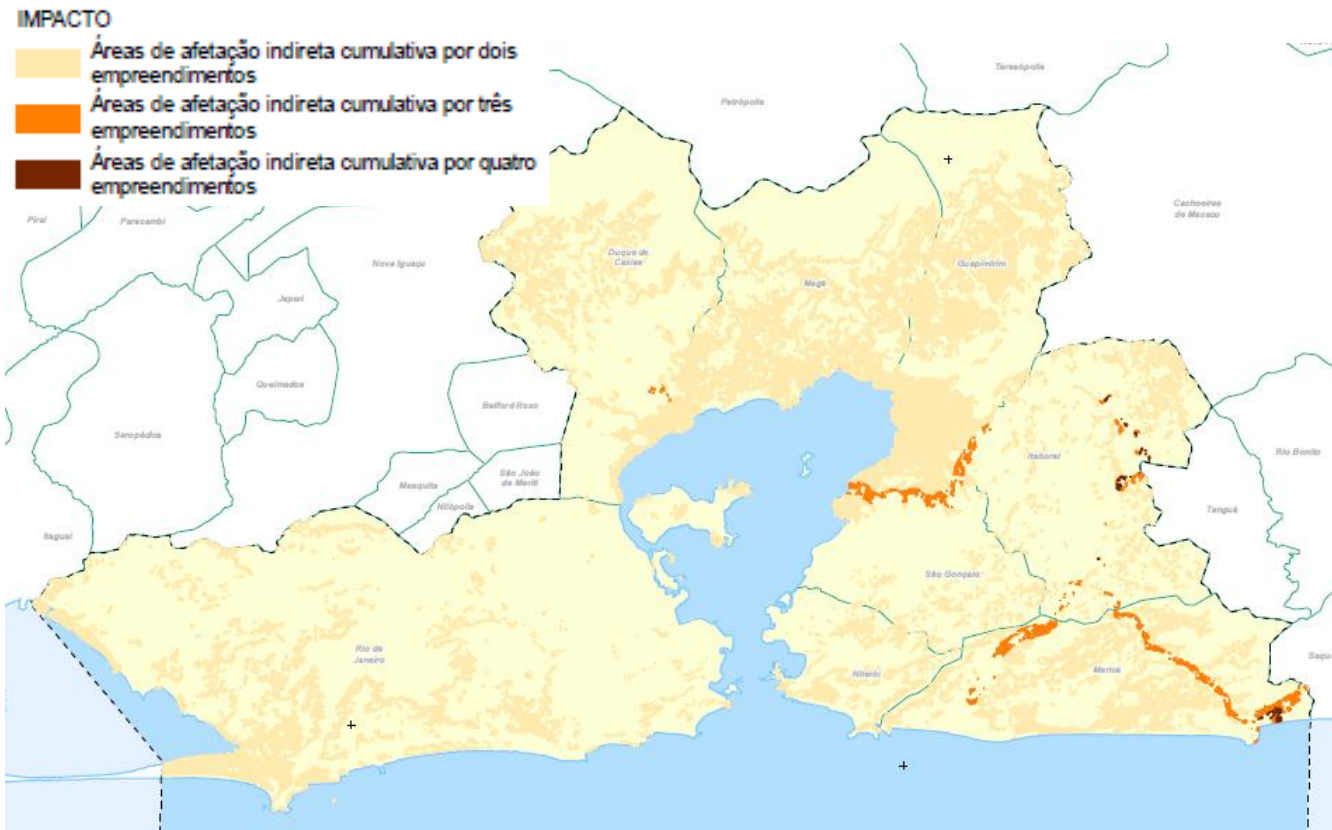 IMPACTO
Áreas de afetação indireta cumulativa por dois
empreendimentos
Áreas de afetação indireta cumulativa por três
empreendimentos
Áreas de afetação indireta cumulativa por quatro
empreendimentos
Teresópolis
Petrópolis
Piraí
Paracambi
Cachoeiras
de Macacu
Nova Iguaçu
Duque de
Caxias
Guapimirim
Magé
Japeri
Queimados
Belford Roxo
Seropédica
Itaboraí
Rio Bonito
São João
de Meriti
Mesquita
Nilópolis
Tanguá
Itaguaí
São Gonçalo
Rio de
Janeiro
Niterói
Maricá
Saqu